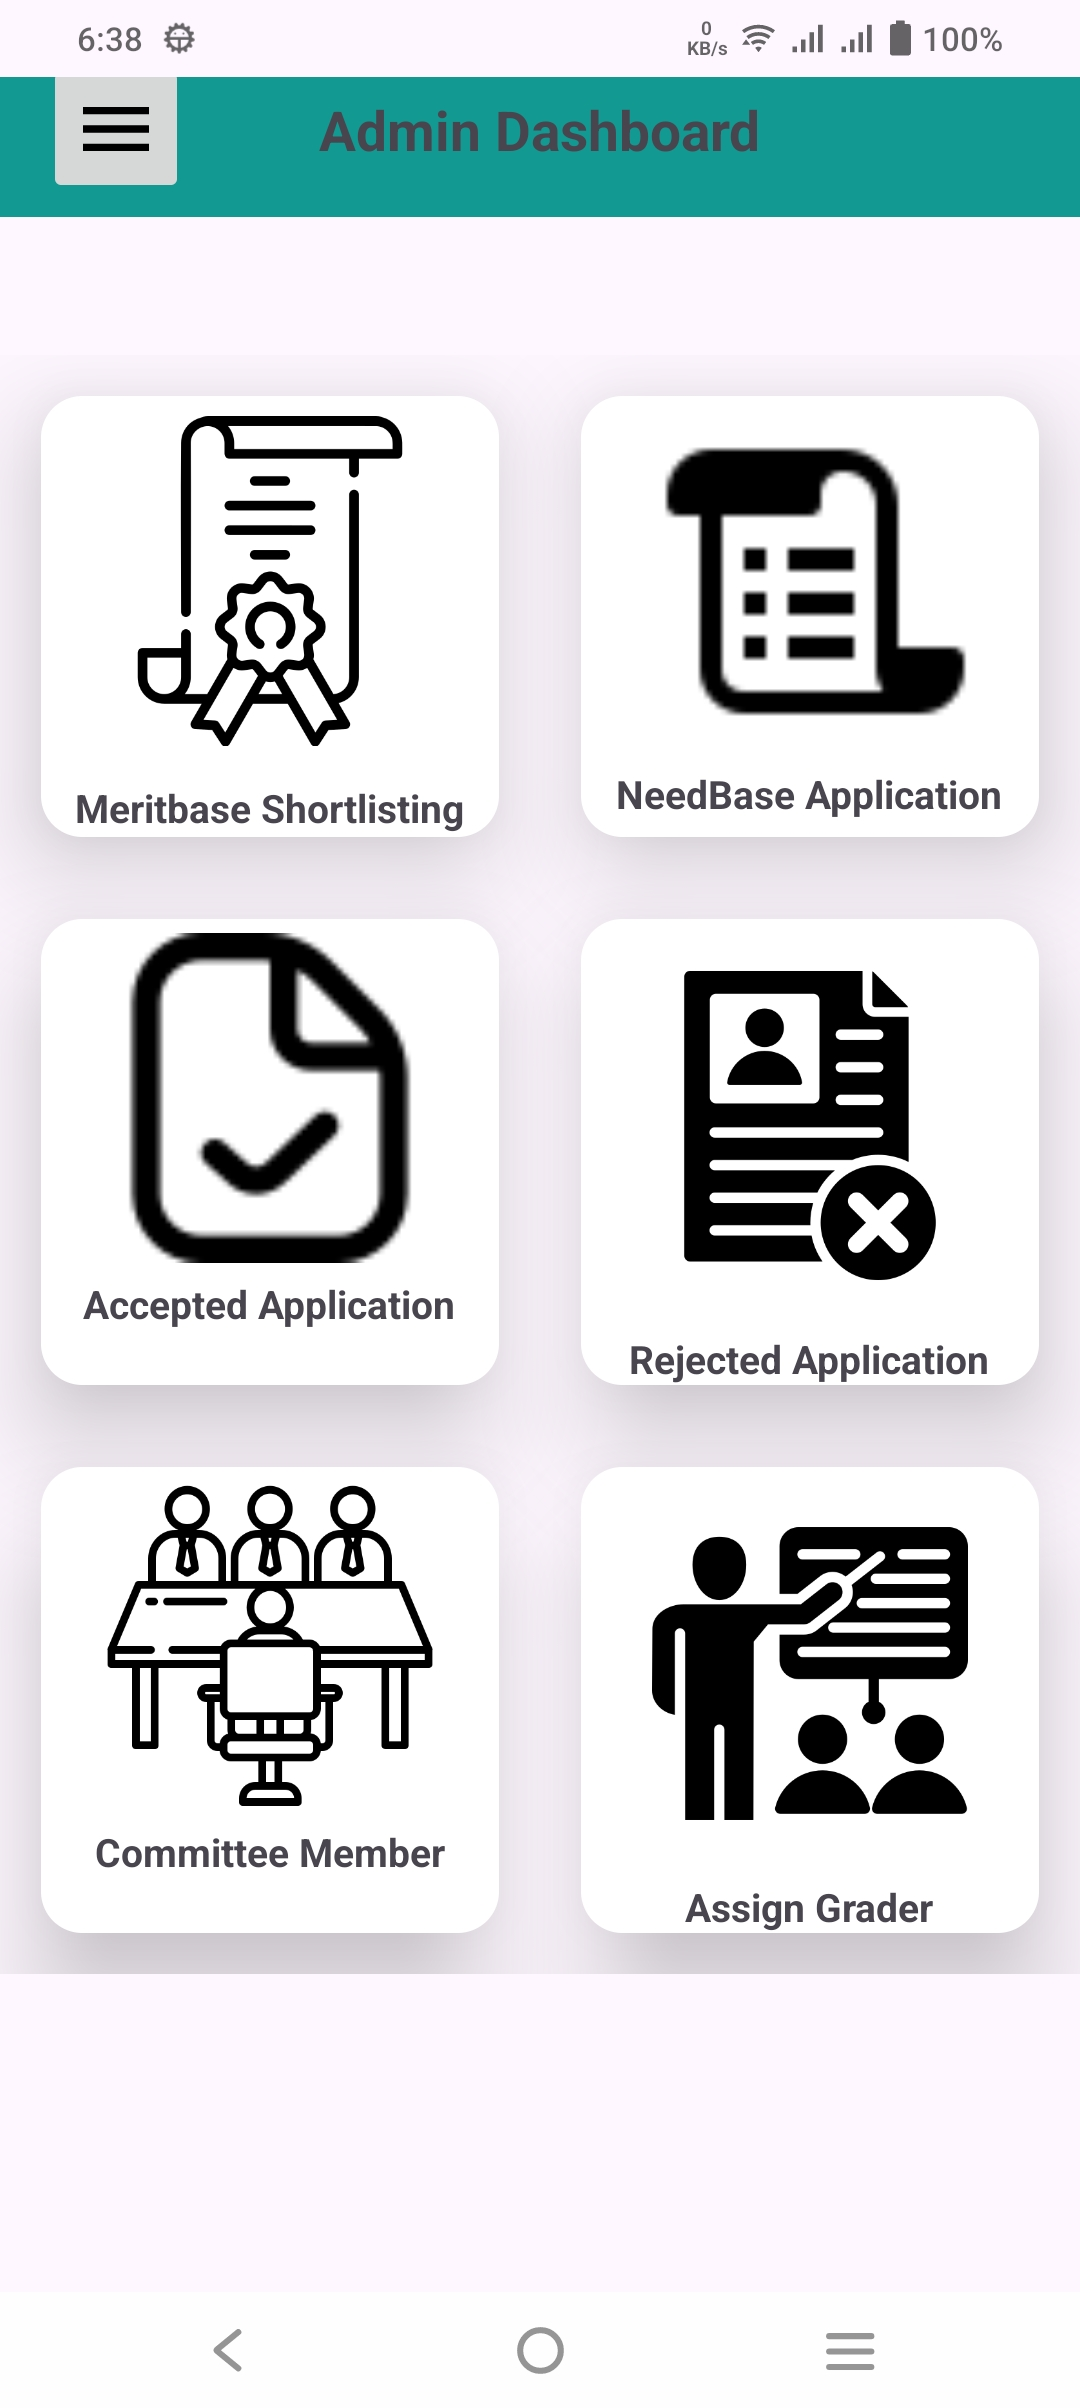 6:38 0 KB/s 100%
Admin Dashboard
Meritbase Shortlisting
NeedBase Application
Accepted Application
Rejected Application
Committee Member
Assign Grader